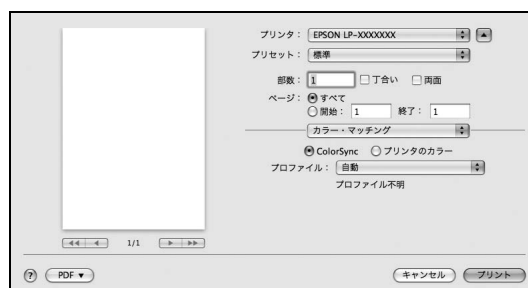 プリンタ： EPSON LP-XXXXXXX
プリセット： 標準
部数： 1 丁合い 両面
ページ： すべて
開始： 1 終了： 1
カラー・マッチング
ColorSync プリンタのカラー
プロファイル： 自動
プロファイル不明
1/1
? PDF ▼ キャンセル プリント